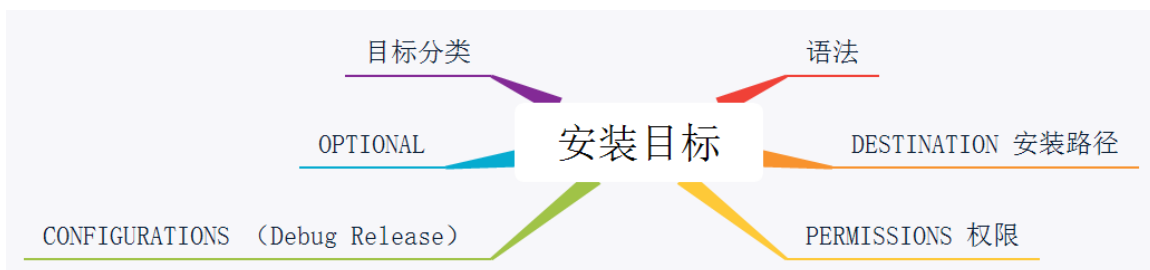 目标分类
语法
OPTIONAL
安装目标
DESTINATION 安装路径
CONFIGURATIONS （Debug Release）
PERMISSIONS 权限